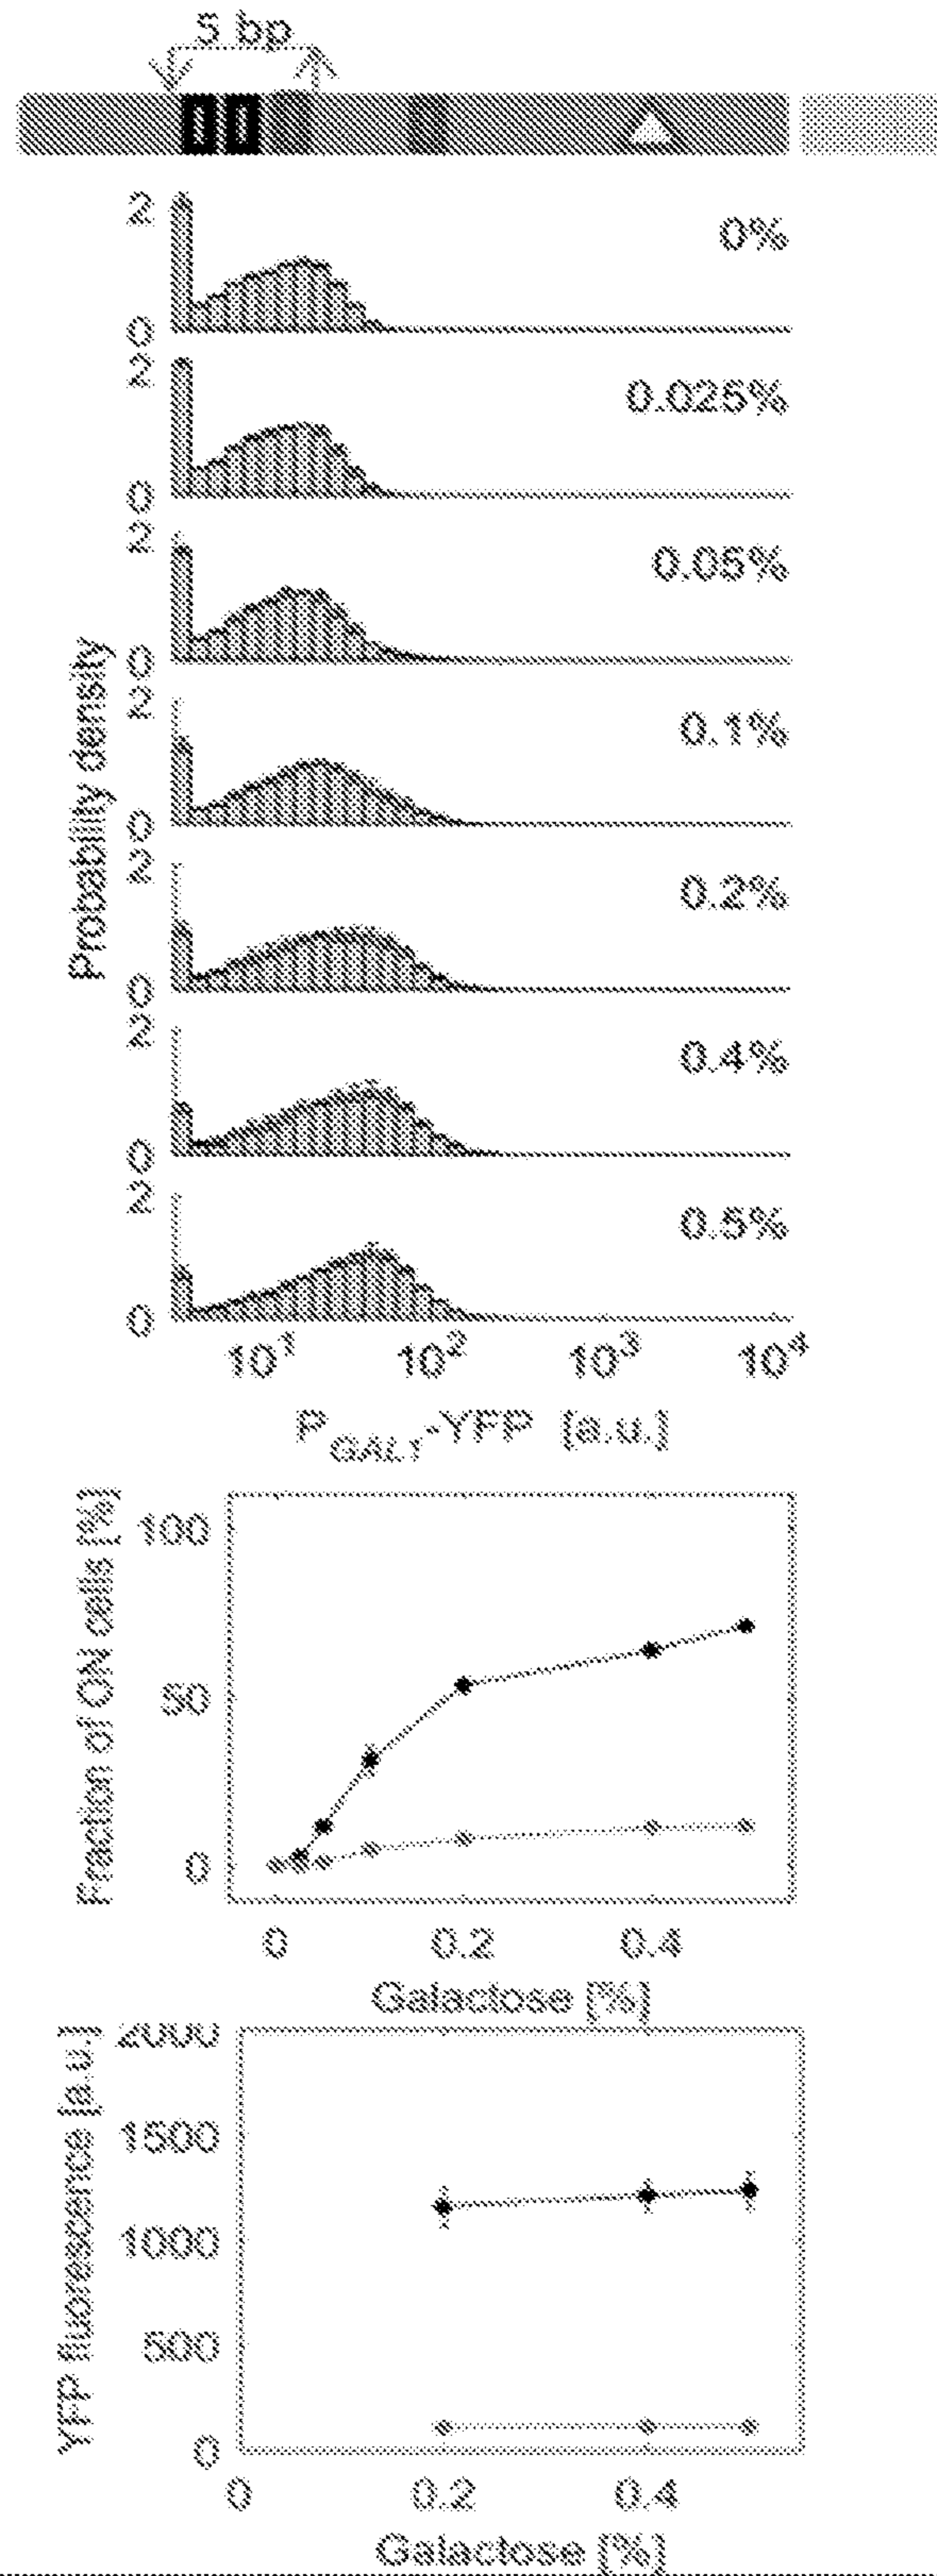 5 bp
2
0%
0
2
0.025%
0
2
0.05%
0
2
0.1%
0
2
0.2%
0
2
0.4%
0
2
0.5%
0
Probability density
10¹ 10² 10³ 10⁴
P_GAL1-YFP [a.u.]
Fraction of ON cells [%]
100
50
0
0 0.2 0.4
Galactose [%]
YFP fluorescence [a.u.]
2000
1500
1000
500
0
0 0.2 0.4
Galactose [%]